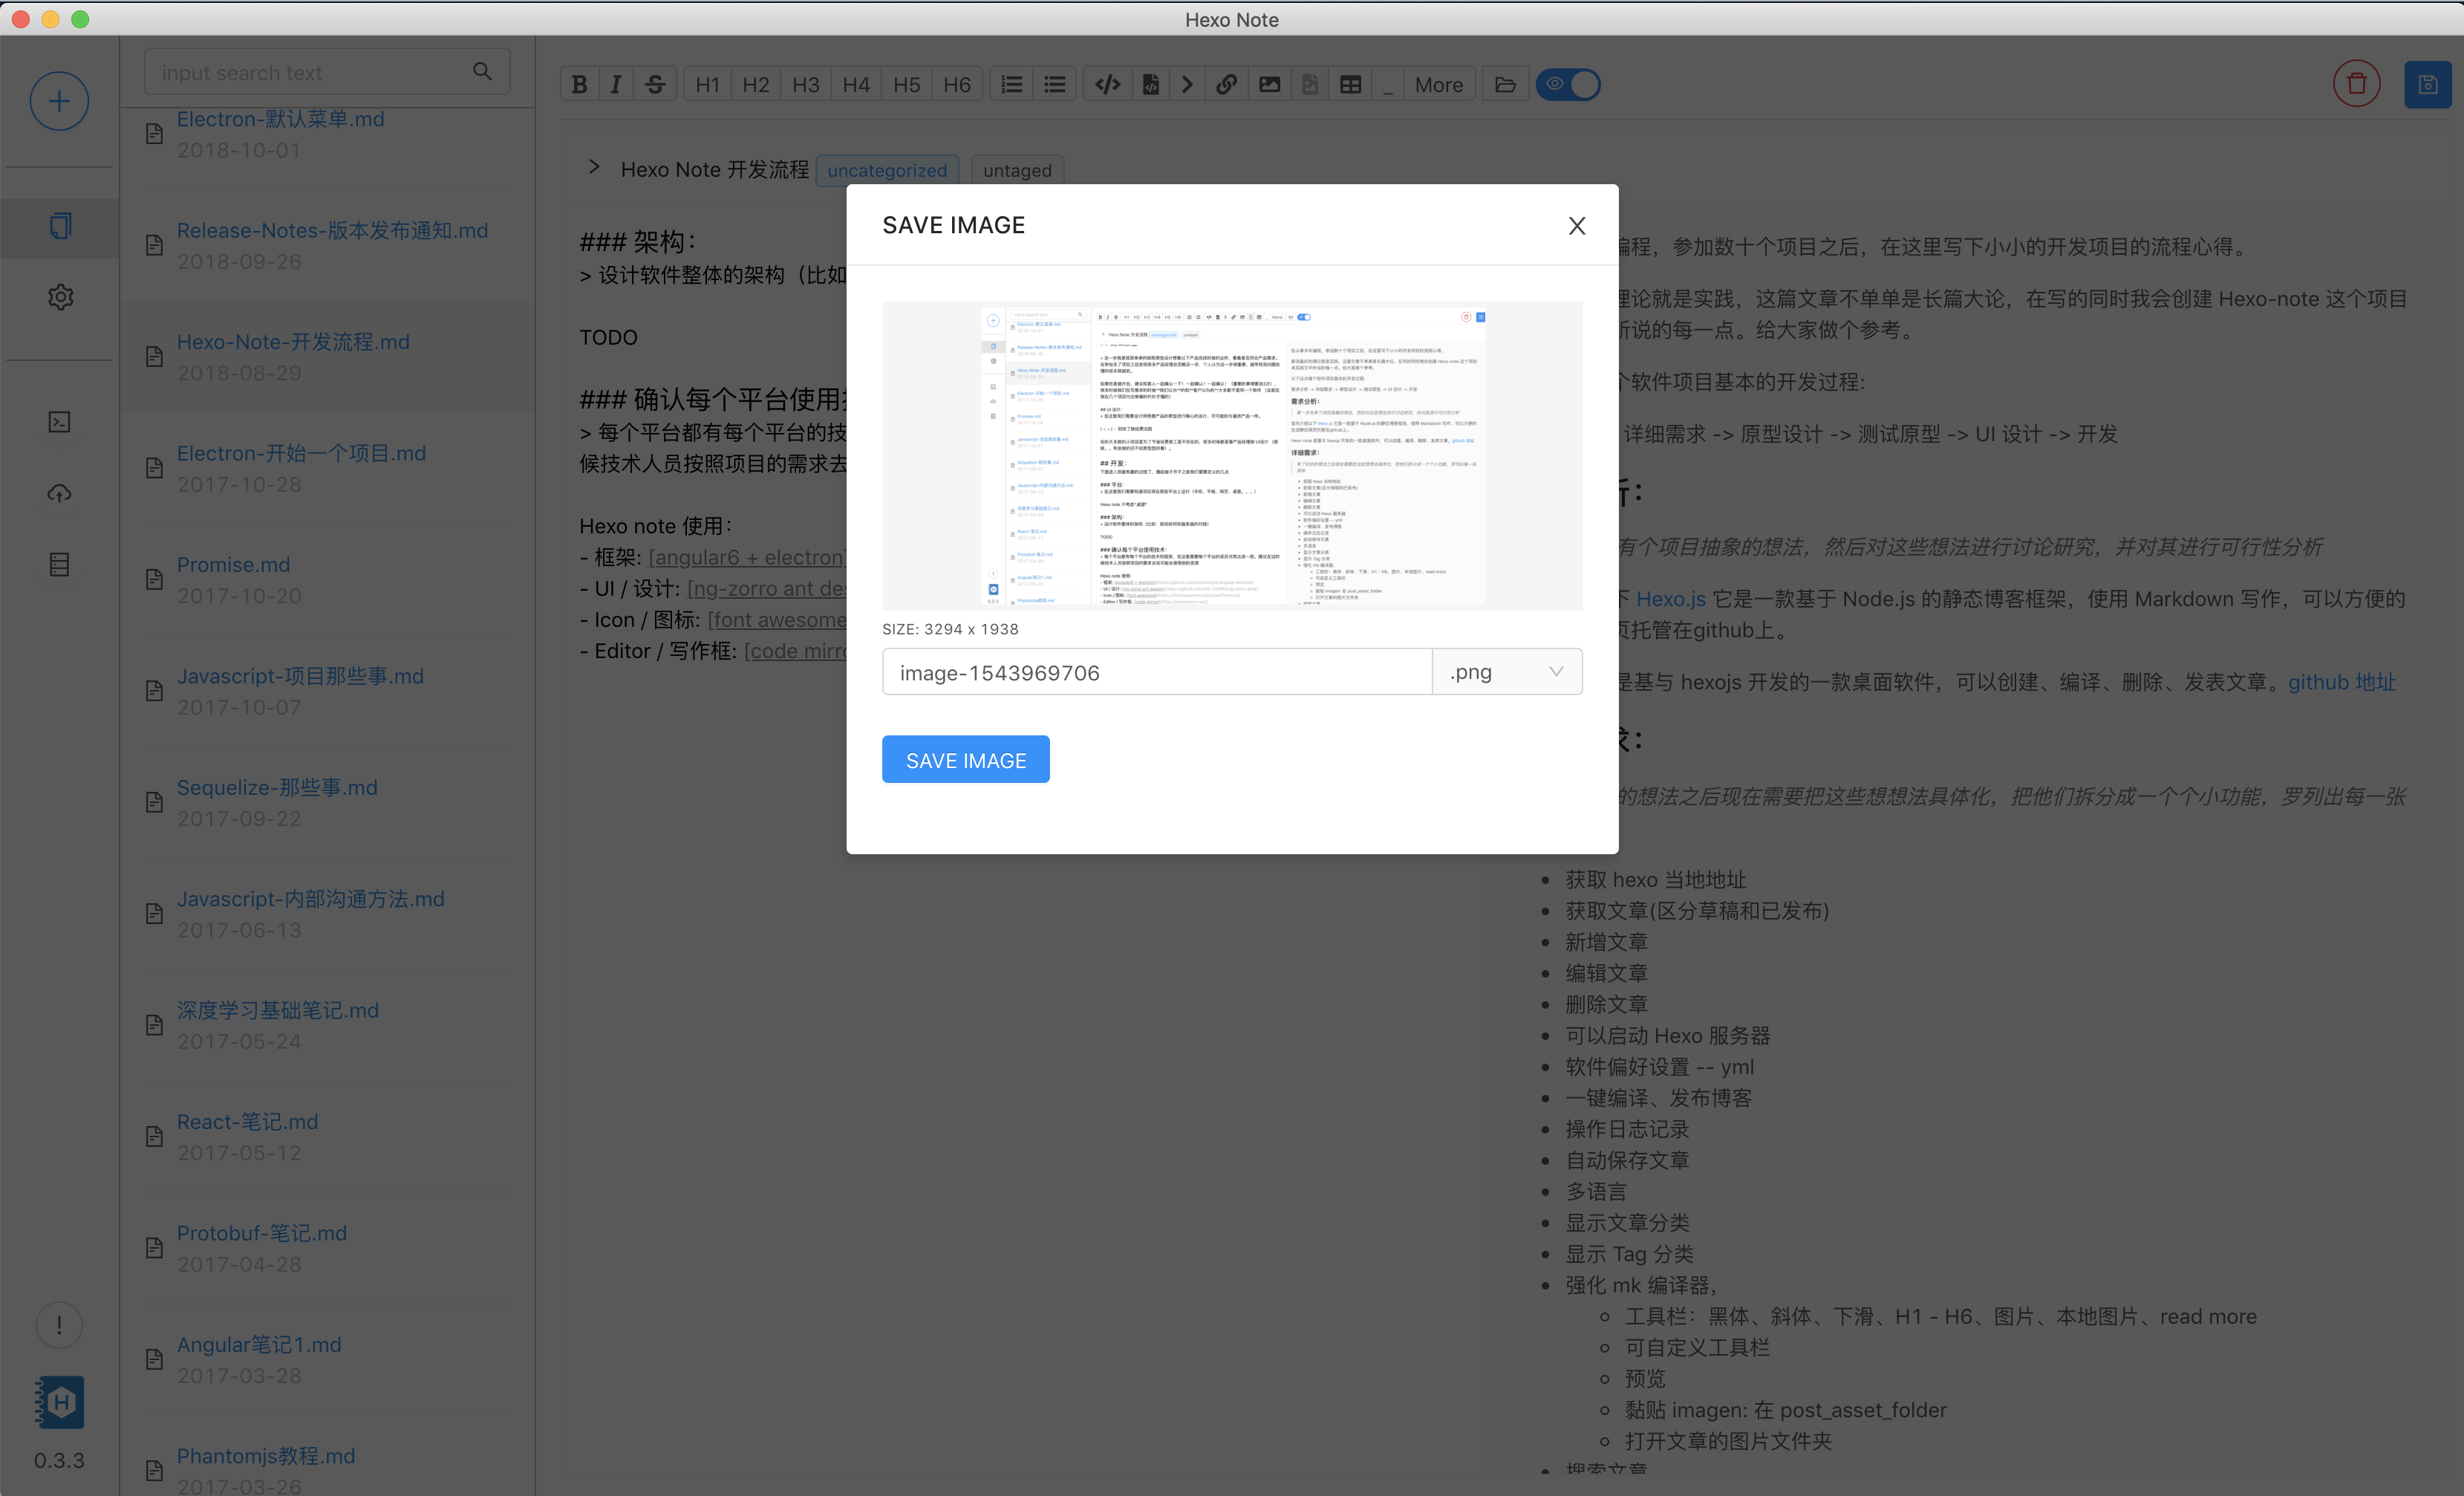 Hexo Note
input search text
Electron-默认菜单.md
2018-10-01
Release-Notes-版本发布通知.md
2018-09-26
Hexo-Note-开发流程.md
2018-08-29
Electron-开始一个项目.md
2017-10-28
Promise.md
2017-10-20
Javascript-项目那些事.md
2017-10-07
Sequelize-那些事.md
2017-09-22
Javascript-内部沟通方法.md
2017-06-13
深度学习基础笔记.md
2017-05-24
React-笔记.md
2017-05-12
Protobuf-笔记.md
2017-04-28
Angular笔记1.md
2017-03-28
Phantomjs教程.md
2017-03-26
0.3.3
B I S H1 H2 H3 H4 H5 H6 More
Hexo Note 开发流程 uncategorized untaged
### 架构：
> 设计软件整体的架构（比如
TODO
### 确认每个平台使用
> 每个平台都有每个平台的技
候技术人员按照项目的需求去
Hexo note 使用：
- 框架: [angular6 + electron]
- UI / 设计: [ng-zorro ant des
- Icon / 图标: [font awesome
- Editor / 写作框: [code mirro
SAVE IMAGE
SIZE: 3294 x 1938
image-1543969706 .png
SAVE IMAGE
编程，参加数十个项目之后，在这里写下小小的开发项目的流程心得。
理论就是实践，这篇文章不单单是长篇大论，在写的同时我会创建 Hexo-note 这个项目
所说的每一点。给大家做个参考。
个软件项目基本的开发过程:
详细需求 -> 原型设计 -> 测试原型 -> UI 设计 -> 开发
析：
有个项目抽象的想法，然后对这些想法进行讨论研究，并对其进行可行性分析
下 Hexo.js 它是一款基于 Node.js 的静态博客框架，使用 Markdown 写作，可以方便的
页托管在github上。
是基与 hexojs 开发的一款桌面软件，可以创建、编译、删除、发表文章。github 地址
求：
的想法之后现在需要把这些想想法具体化，把他们拆分成一个个小功能，罗列出每一张
获取 hexo 当地地址
获取文章(区分草稿和已发布)
新增文章
编辑文章
删除文章
可以启动 Hexo 服务器
软件偏好设置 -- yml
一键编译、发布博客
操作日志记录
自动保存文章
多语言
显示文章分类
显示 Tag 分类
强化 mk 编译器,
工具栏：黑体、斜体、下滑、H1 - H6、图片、本地图片、read more
可自定义工具栏
预览
黏贴 imagen: 在 post_asset_folder
打开文章的图片文件夹
搜索文章